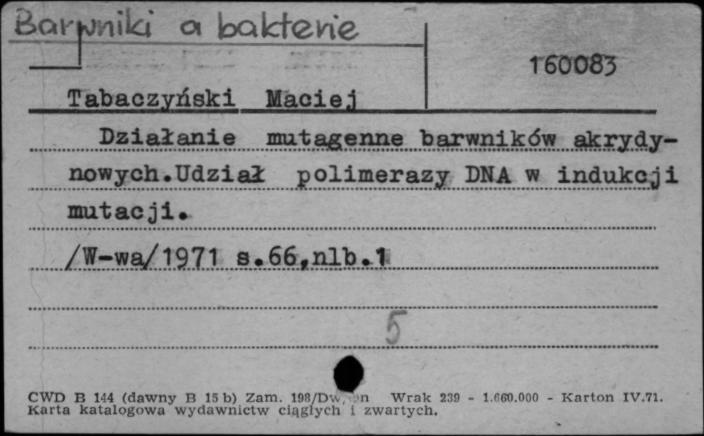 Barwniki a bakterie
160083
Tabaczyński Maciej
Działanie mutagenne barwników akrydy-
nowych.Udział polimerazy DNA w indukcji
mutacji.
/W-wa/1971 s.66,nlb.1
5
CWD B 144 (dawny B 15 b) Zam. 198/Dw. Wrak 239 - 1.660.000 - Karton IV.71.
Karta katalogowa wydawnictw ciągłych i zwartych.